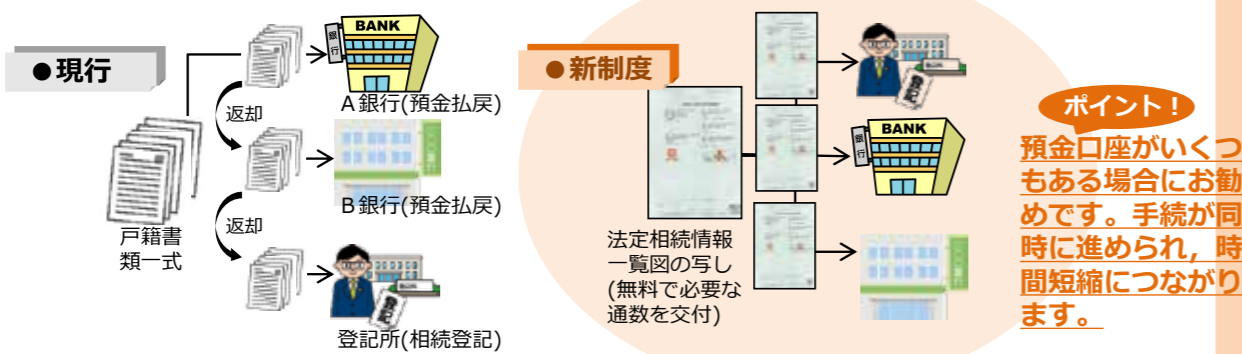 ●現行
戸籍書
類一式
返却
返却
BANK
銀行
A銀行(預金払戻)
B銀行(預金払戻)
登記
登記所(相続登記)
●新制度
法定相続情報
一覧図の写し
(無料で必要な
通数を交付)
登記
BANK
銀行
ポイント！
預金口座がいくつ
もある場合にお勧
めです。手続が同
時に進められ，時
間短縮につながり
ます。